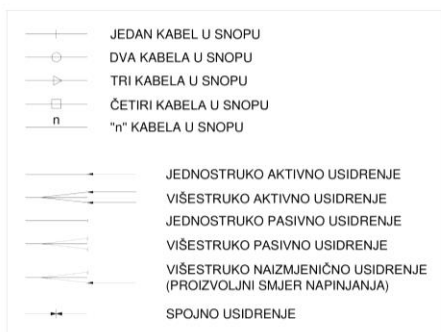 JEDAN KABEL U SNOPU
DVA KABELA U SNOPU
TRI KABELA U SNOPU
ČETIRI KABELA U SNOPU
n
"n" KABELA U SNOPU
JEDNOSTRUKO AKTIVNO USIDRENJE
VIŠESTRUKO AKTIVNO USIDRENJE
JEDNOSTRUKO PASIVNO USIDRENJE
VIŠESTRUKO PASIVNO USIDRENJE
VIŠESTRUKO NAIZMJENIČNO USIDRENJE
(PROIZVOLJNI SMJER NAPINJANJA)
SPOJNO USIDRENJE